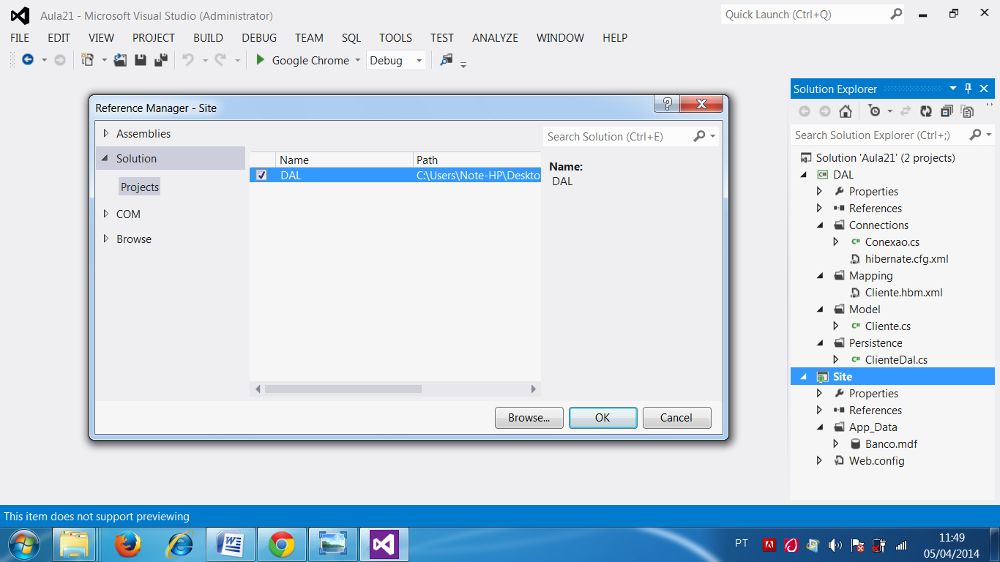 Aula21 - Microsoft Visual Studio (Administrator)
Quick Launch (Ctrl+Q)
FILE EDIT VIEW PROJECT BUILD DEBUG TEAM SQL TOOLS TEST ANALYZE WINDOW HELP
Google Chrome Debug
Reference Manager - Site
Assemblies
Solution
Projects
COM
Browse
Name Path
DAL C:\Users\Note-HP\Deskto
Search Solution (Ctrl+E)
Name:
DAL
Browse... OK Cancel
Solution Explorer
Search Solution Explorer (Ctrl+;)
Solution 'Aula21' (2 projects)
DAL
Properties
References
Connections
Conexao.cs
hibernate.cfg.xml
Mapping
Cliente.hbm.xml
Model
Cliente.cs
Persistence
ClienteDal.cs
Site
Properties
References
App_Data
Banco.mdf
Web.config
This item does not support previewing
PT
11:49
05/04/2014